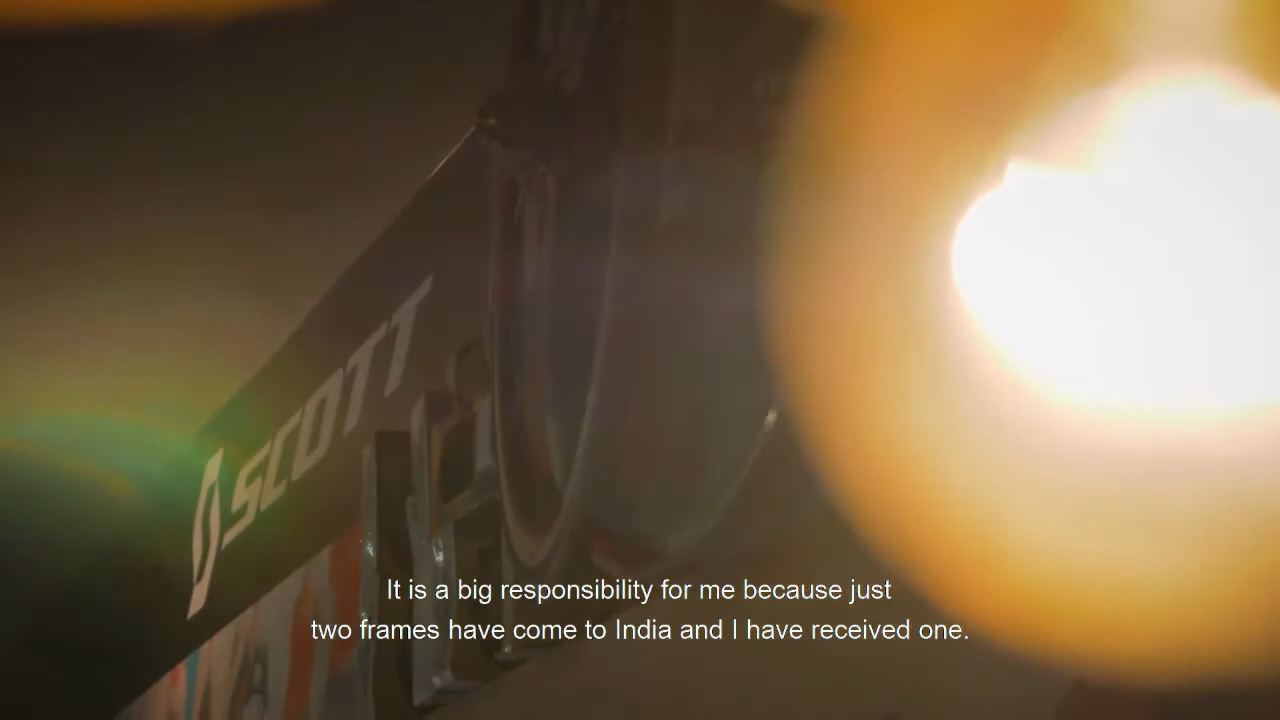 SCOTT
It is a big responsibility for me because just
two frames have come to India and I have received one.